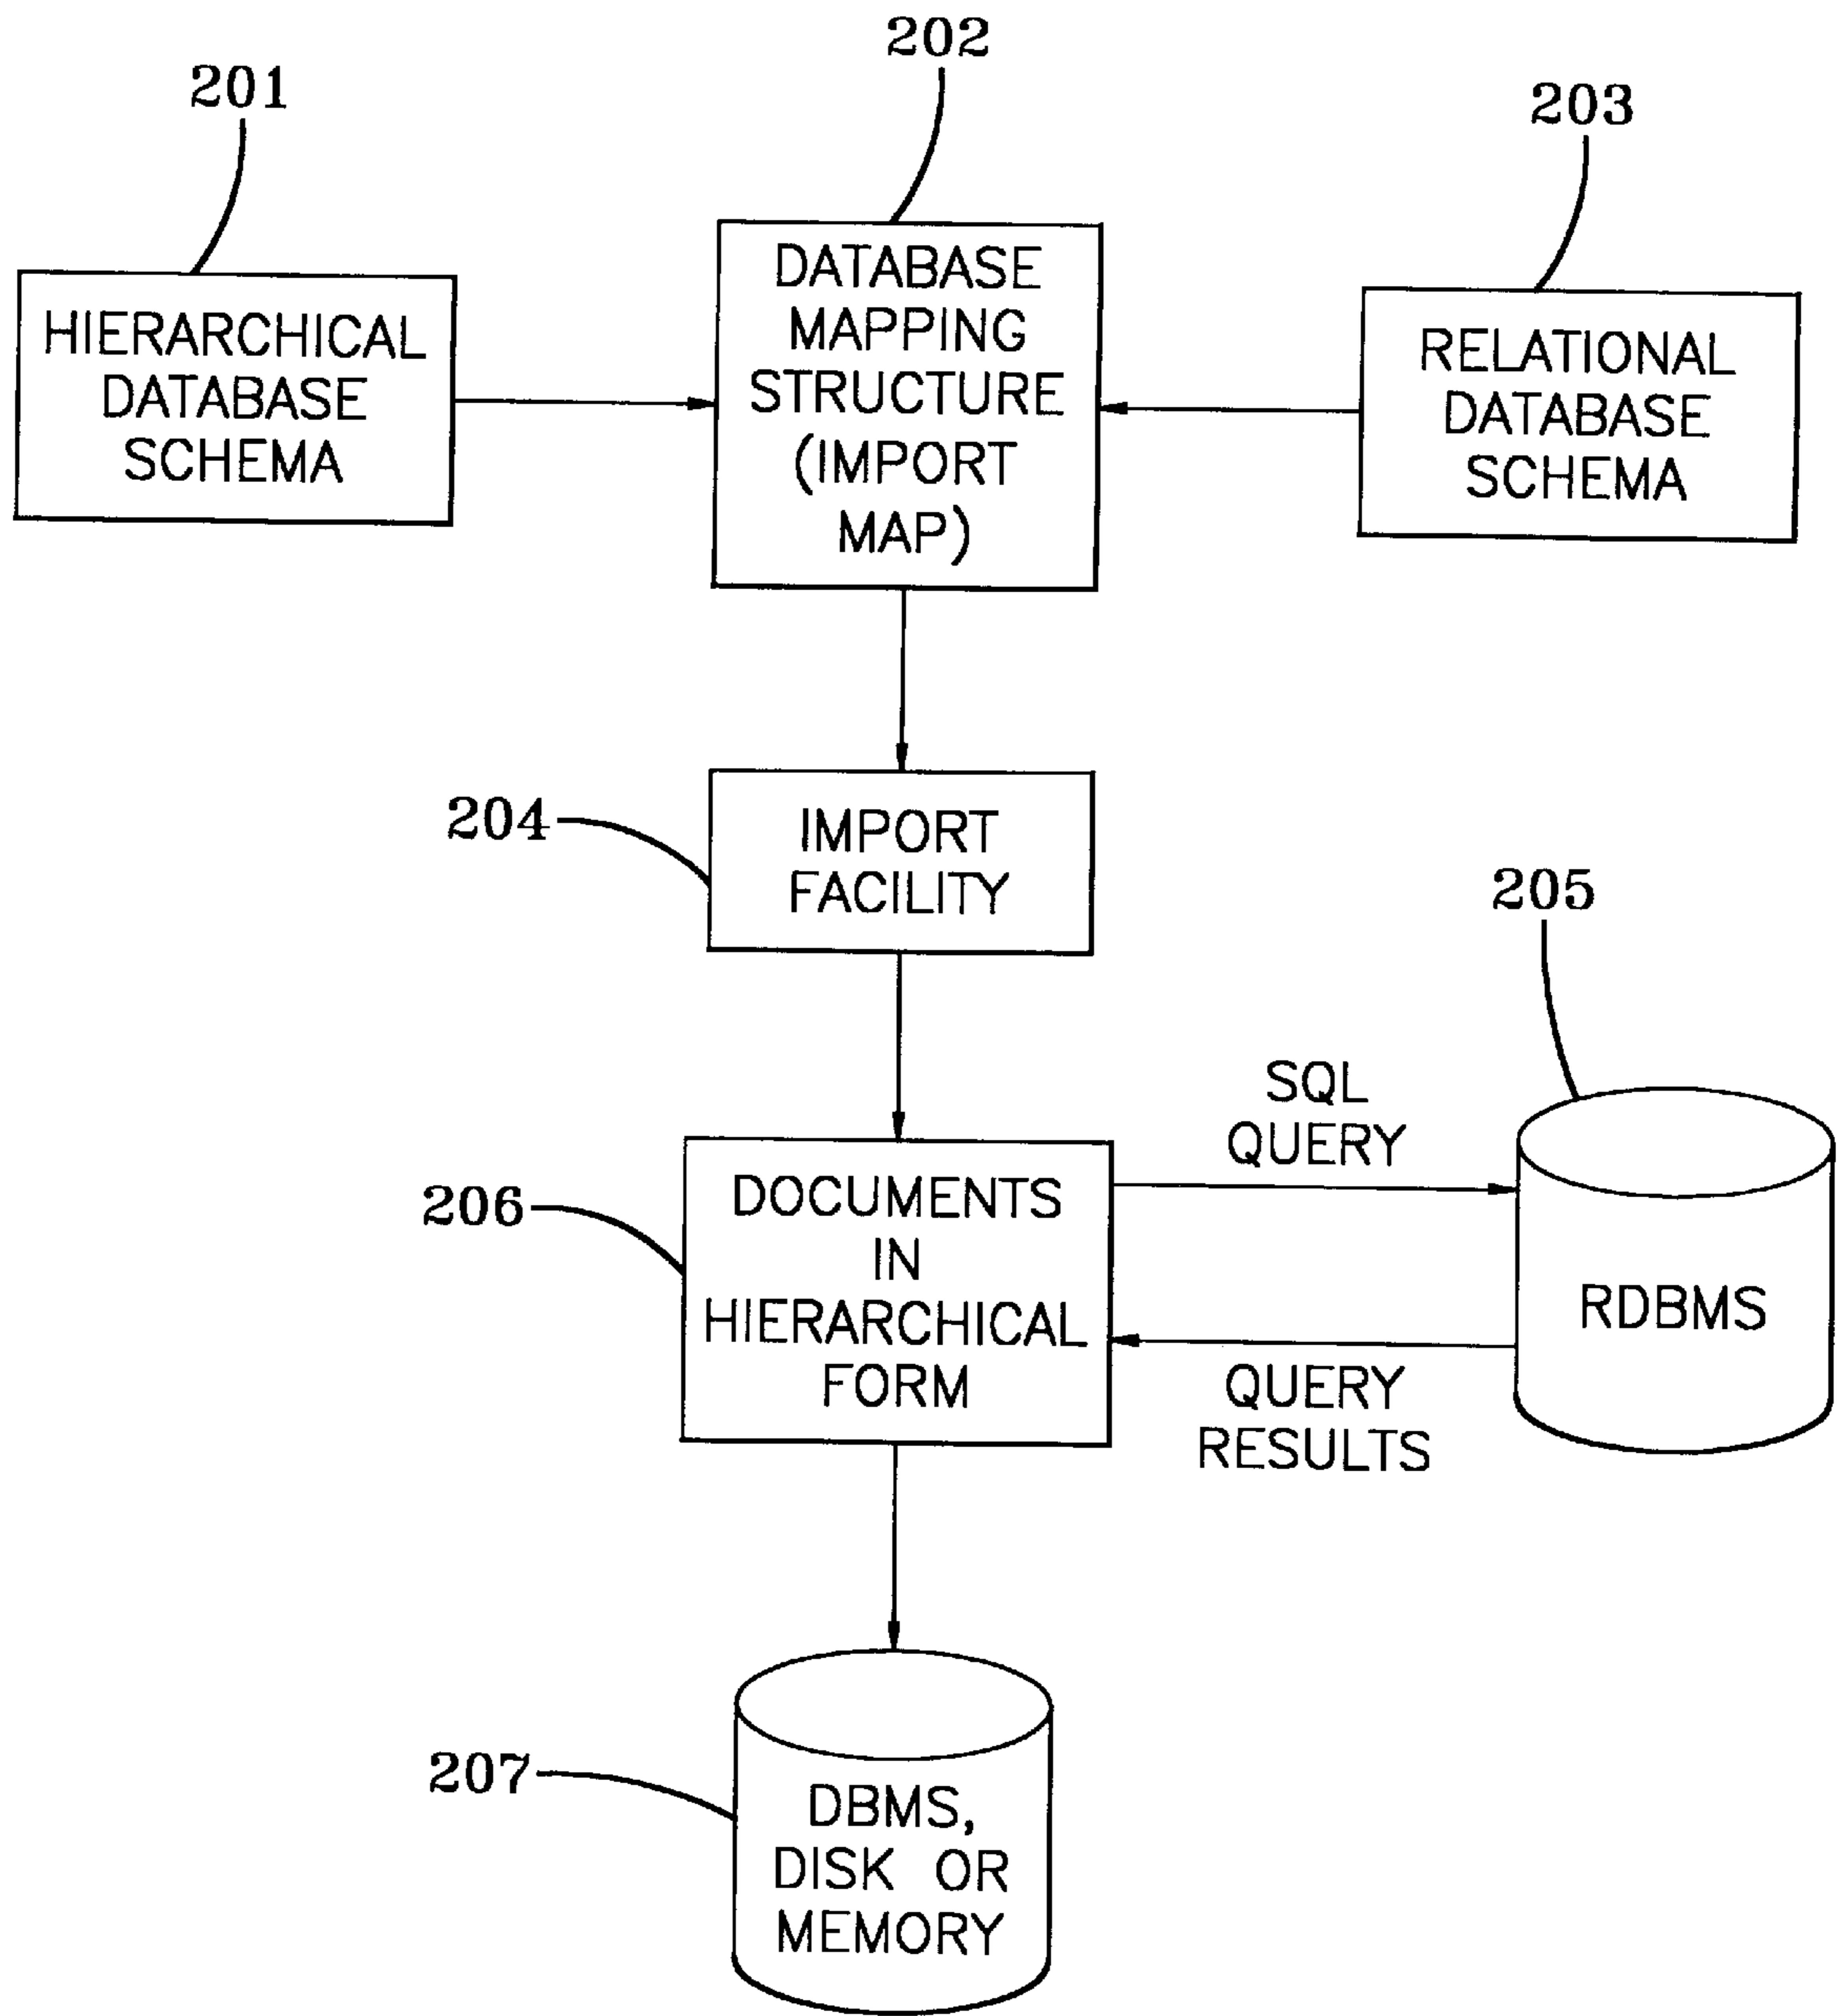 202
201
203
HIERARCHICAL
DATABASE
SCHEMA
DATABASE
MAPPING
STRUCTURE
(IMPORT
MAP)
RELATIONAL
DATABASE
SCHEMA
204
IMPORT
FACILITY
205
SQL
QUERY
206
DOCUMENTS
IN
HIERARCHICAL
FORM
RDBMS
QUERY
RESULTS
207
DBMS,
DISK OR
MEMORY